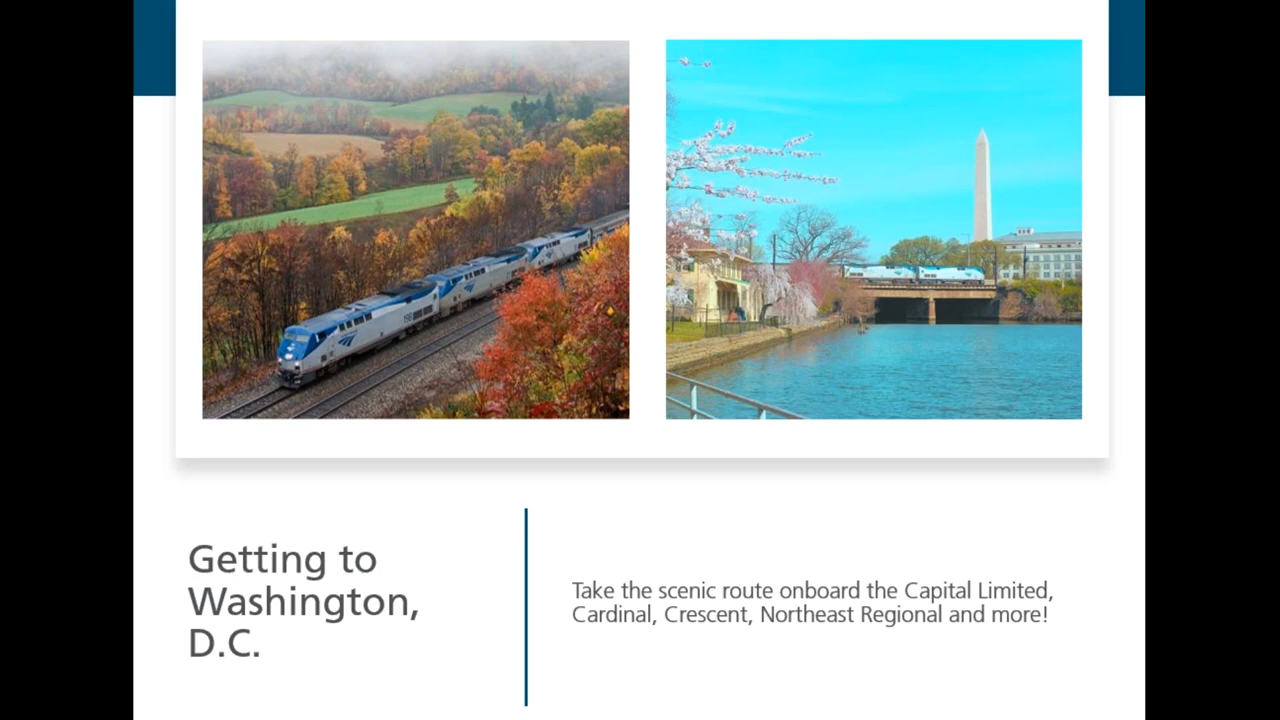 Getting to
Washington,
D.C.
Take the scenic route onboard the Capital Limited,
Cardinal, Crescent, Northeast Regional and more!